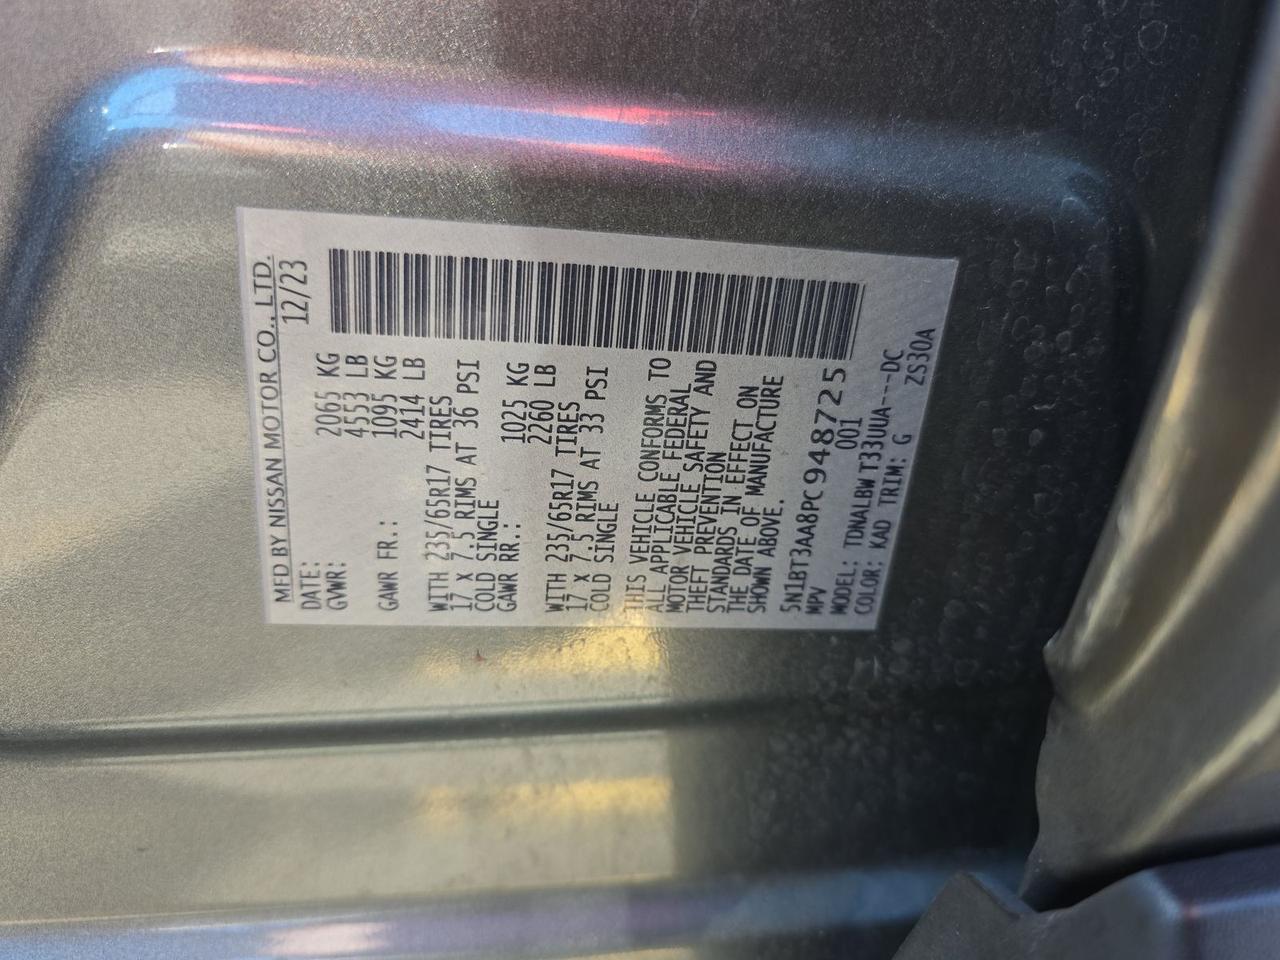 MFD BY NISSAN MOTOR CO., LTD.
DATE: 12/23
GVWR: 2065 KG
4553 LB
GAWR FR.: 1095 KG
2414 LB
WITH 235/65R17 TIRES
17 X 7.5 RIMS AT 36 PSI
COLD SINGLE
GAWR RR.: 1025 KG
2260 LB
WITH 235/65R17 TIRES
17 X 7.5 RIMS AT 33 PSI
COLD SINGLE
THIS VEHICLE CONFORMS TO
ALL APPLICABLE FEDERAL
MOTOR VEHICLE SAFETY AND
THEFT PREVENTION
STANDARDS IN EFFECT ON
THE DATE OF MANUFACTURE
SHOWN ABOVE.
5N1BT3AA8PC948725
MPV 001
MODEL: TDNALBWT33UUA---DC
COLOR: KAD TRIM: G ZS30A